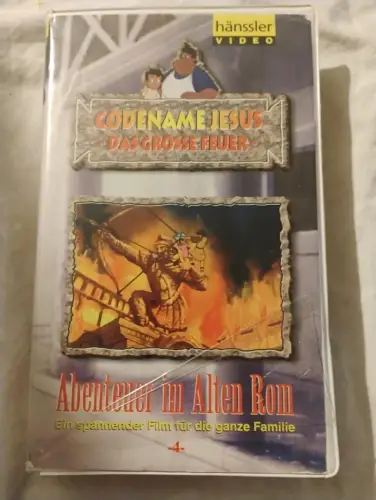 hänssler
VIDEO
CODENAME JESUS
DAS GROSSE FEUER
Abenteuer im Alten Rom
Ein spannender Film für die ganze Familie
-4-